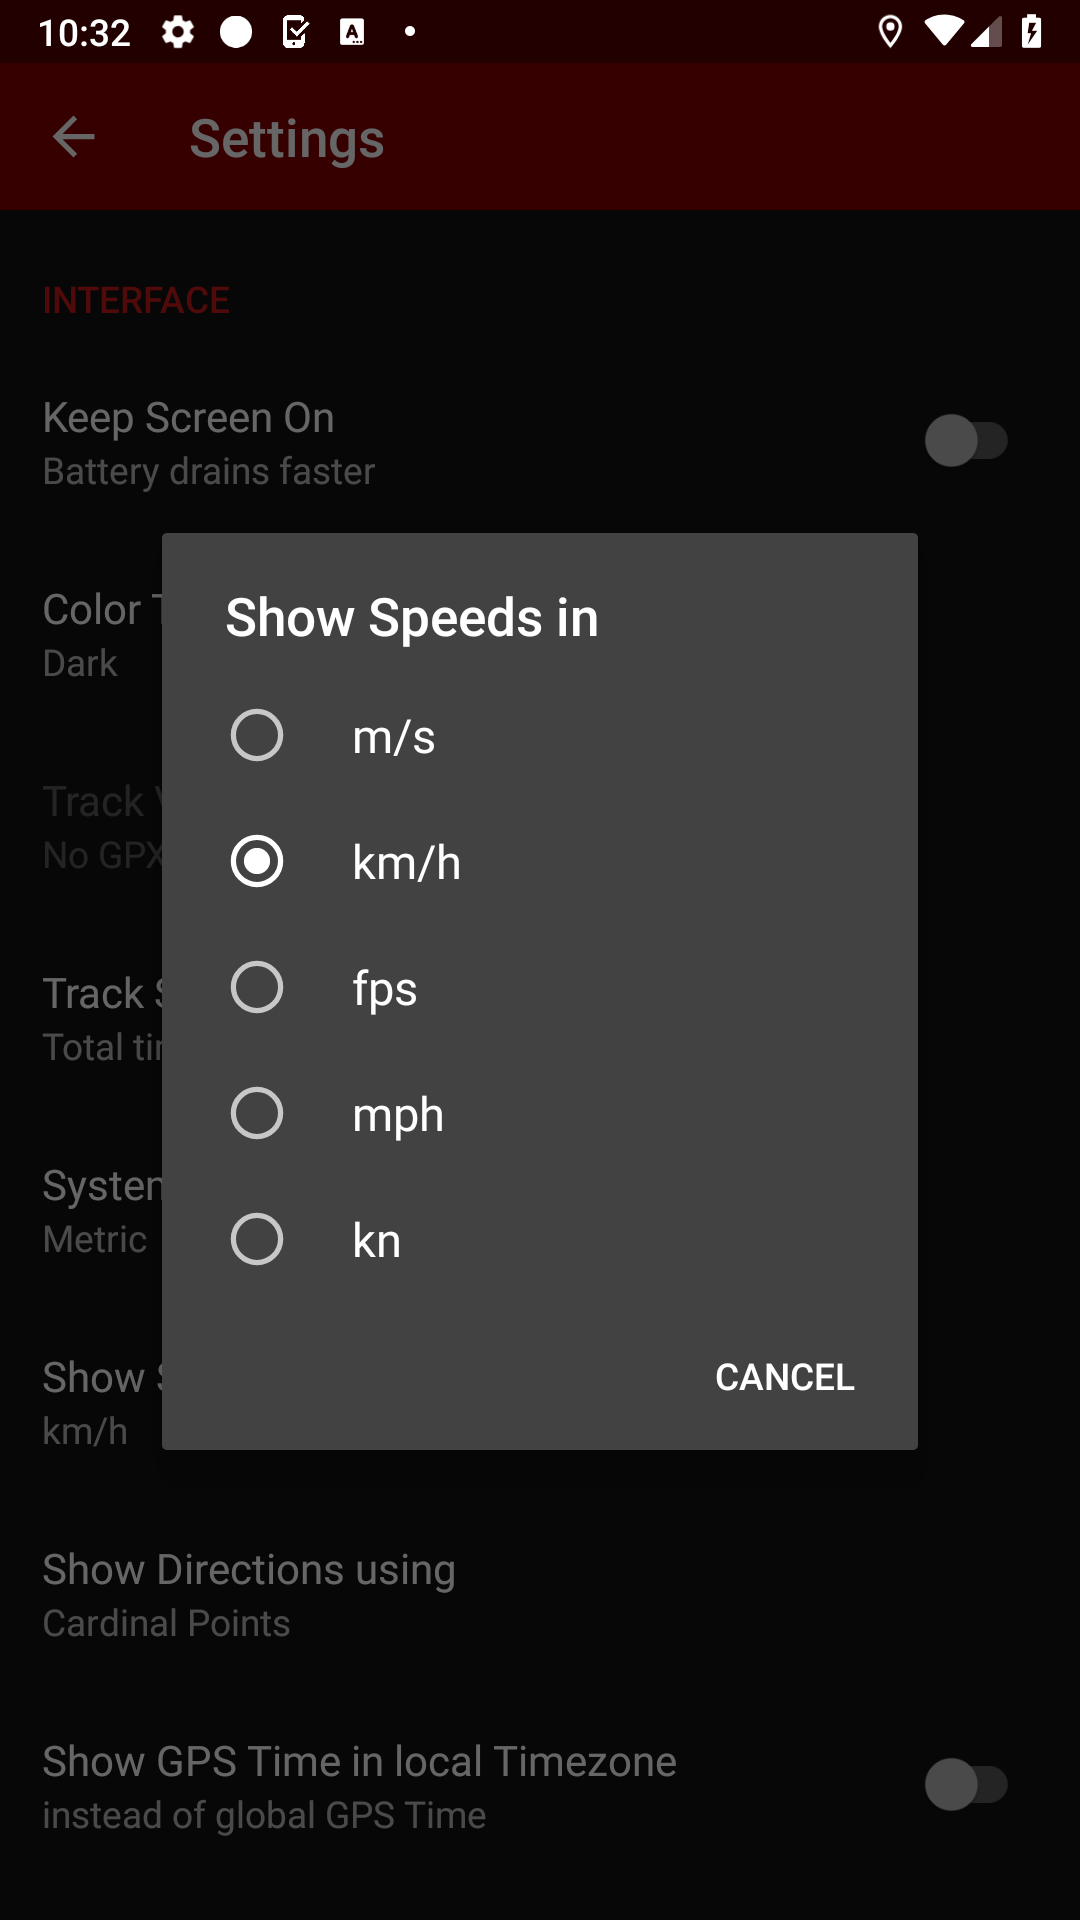 10:32
Settings
INTERFACE
Keep Screen On
Battery drains faster
Color
Dark
Show Speeds in
m/s
Track
No GPX
km/h
Track
Total
fps
mph
Metric
kn
Show
km/h
CANCEL
Show Directions using
Cardinal Points
Show GPS Time in local Timezone
instead of global GPS Time